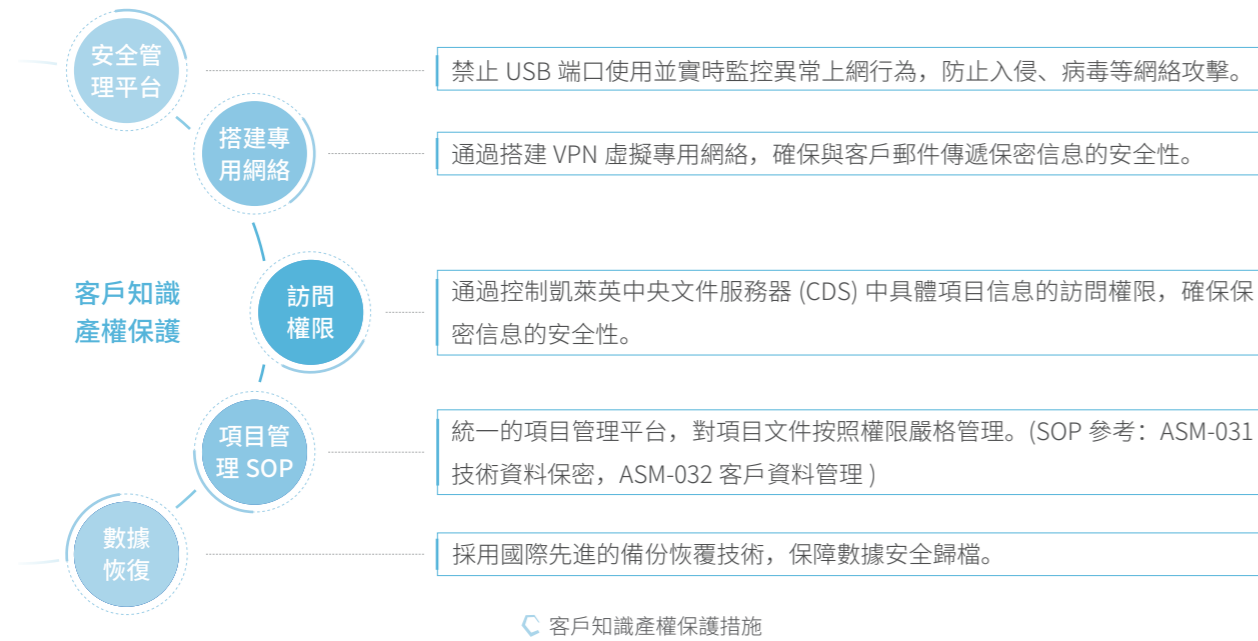 安全管
理平台
禁止 USB 端口使用並實時監控異常上網行為，防止入侵、病毒等網絡攻擊。
搭建專
用網絡
通過搭建 VPN 虛擬專用網絡，確保與客戶郵件傳遞保密信息的安全性。
客戶知識
產權保護
訪問
權限
通過控制凱萊英中央文件服務器 (CDS) 中具體項目信息的訪問權限，確保保
密信息的安全性。
項目管
理 SOP
統一的項目管理平台，對項目文件按照權限嚴格管理。(SOP 參考：ASM-031
技術資料保密，ASM-032 客戶資料管理 )
數據
恢復
採用國際先進的備份恢覆技術，保障數據安全歸檔。
客戶知識產權保護措施